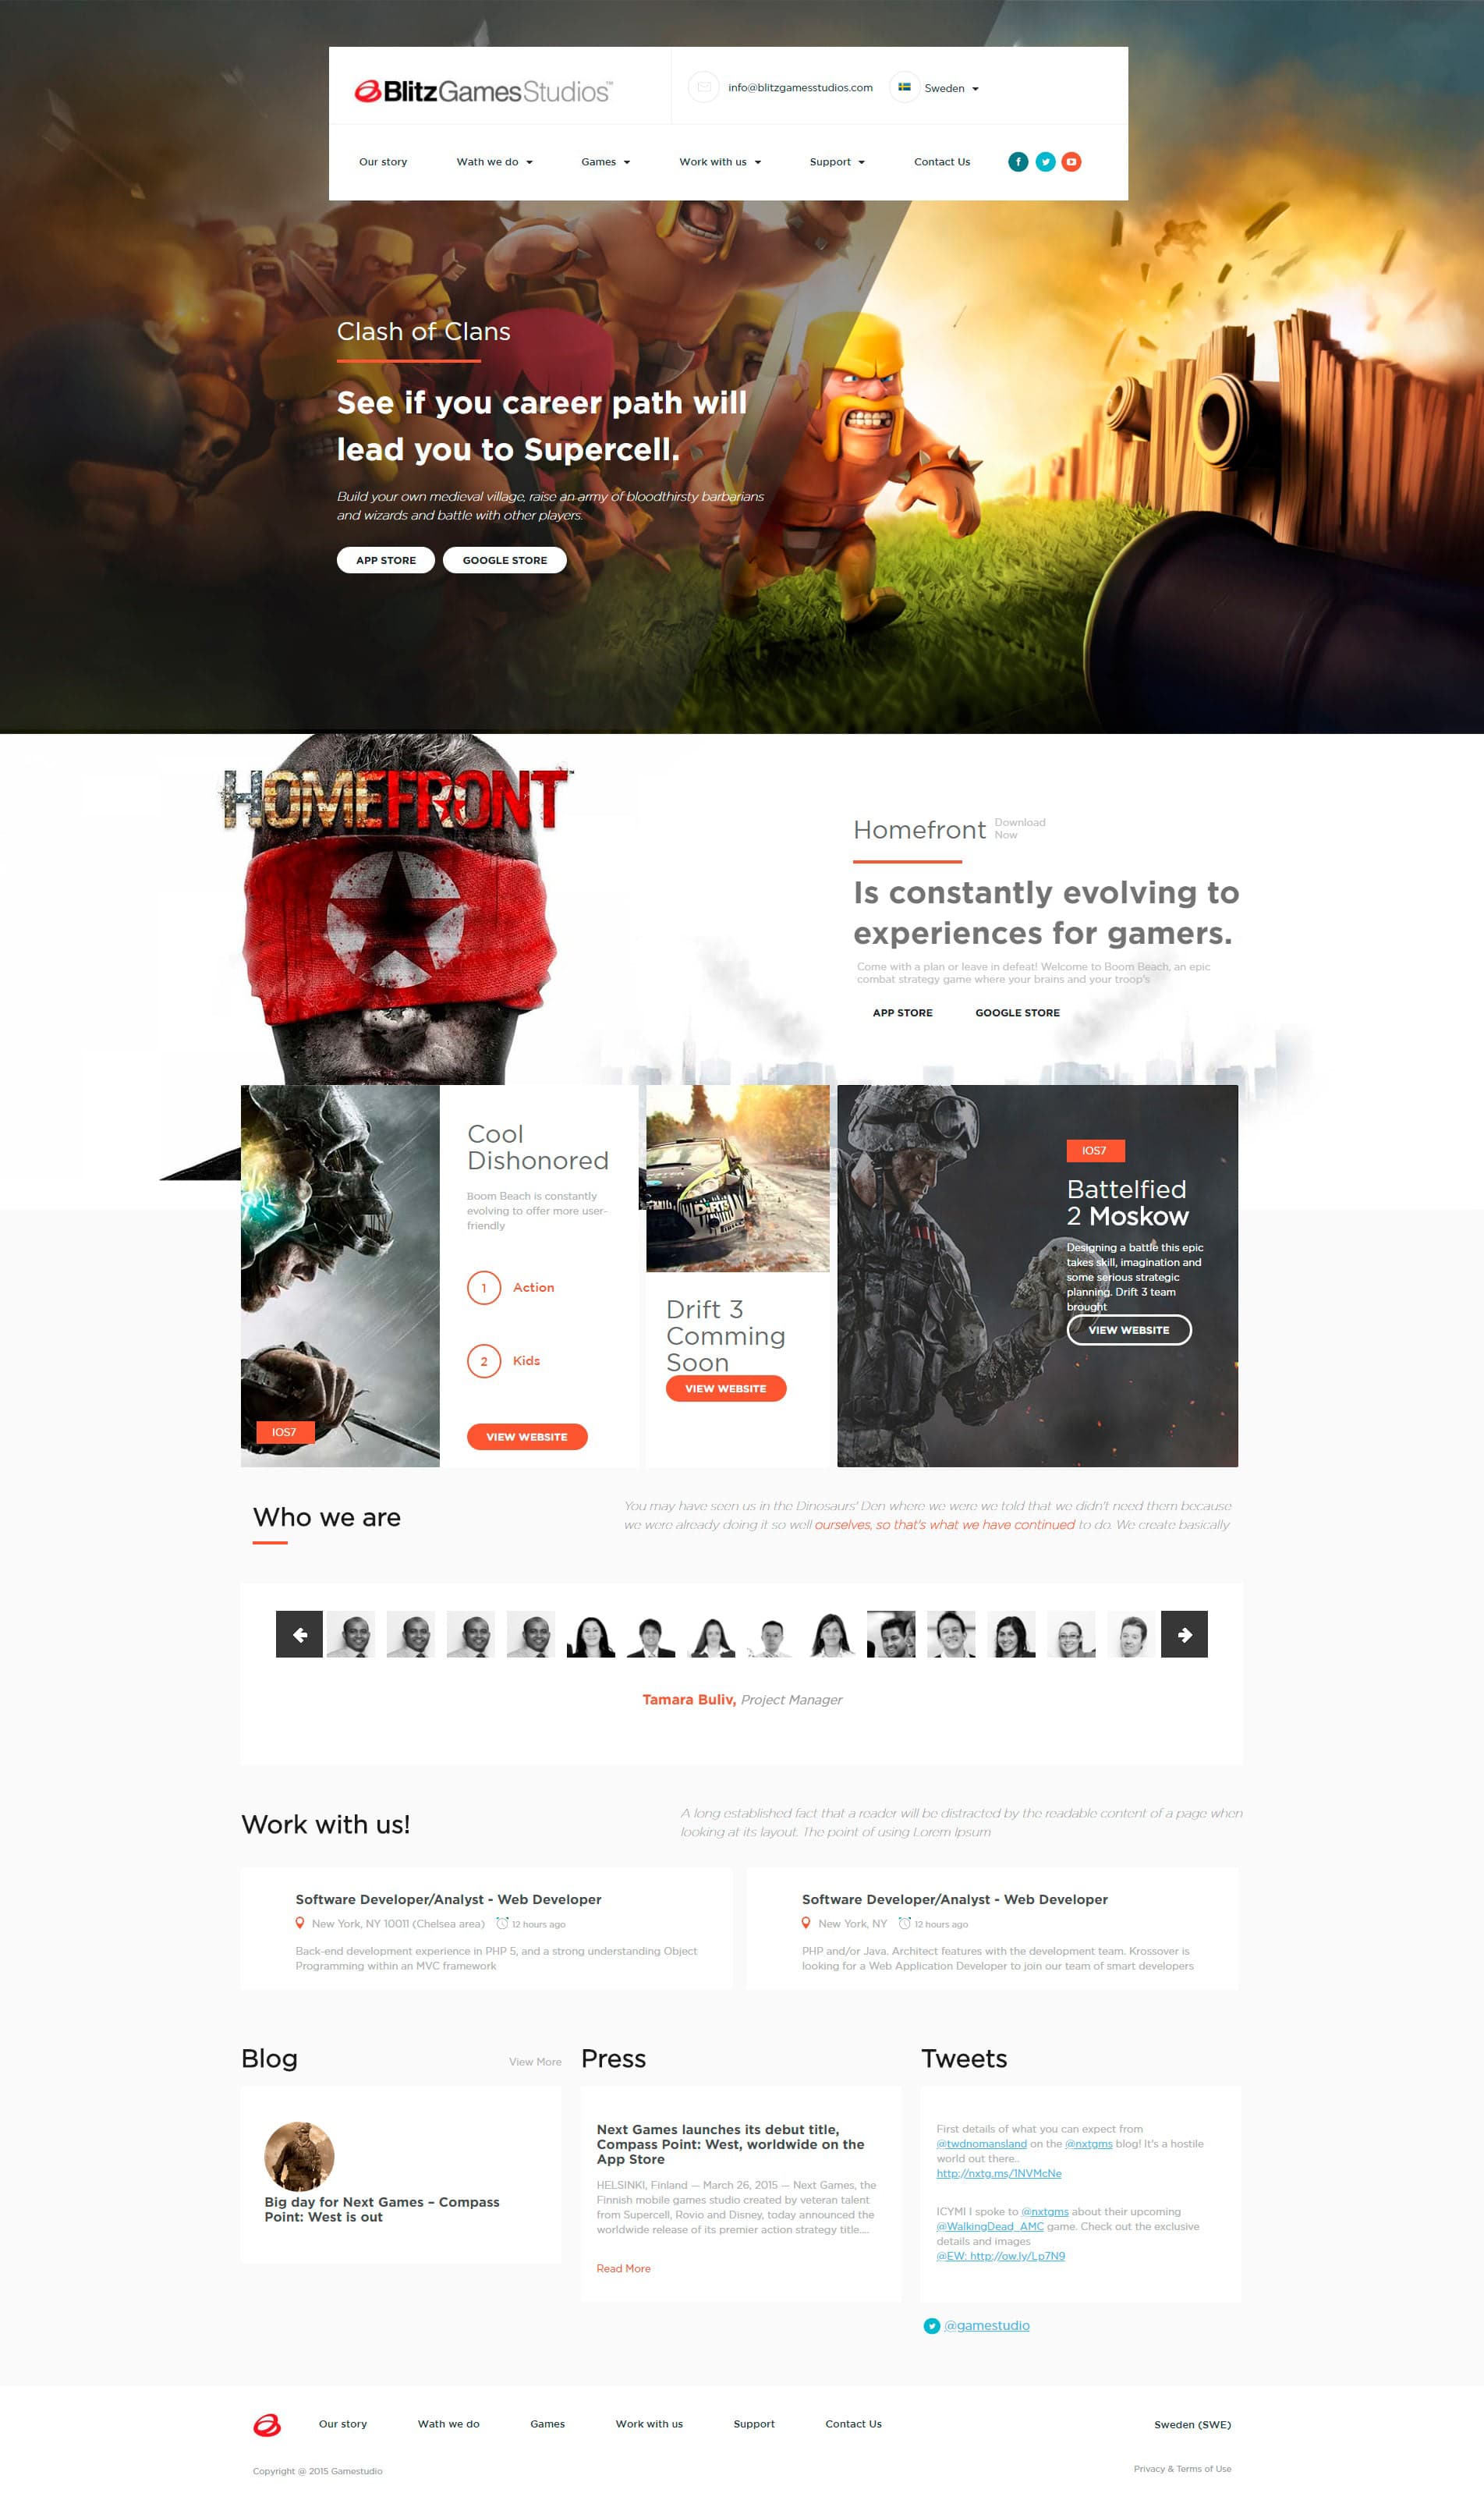 BlitzGamesStudios™
info@blitzgamesstudios.com
Sweden
Our story
Wath we do
Games
Work with us
Support
Contact Us
Clash of Clans
See if you career path will
lead you to Supercell.
Build your own medieval village, raise an army of bloodthirsty barbarians
and wizards and battle with other players.
APP STORE
GOOGLE STORE
HOMEFRONT
Homefront
Download
Now
Is constantly evolving to
experiences for gamers.
Come with a plan or leave in defeat! Welcome to Boom Beach, an epic
combat strategy game where your brains and your troop's
APP STORE
GOOGLE STORE
IOS7
Cool
Dishonored
Boom Beach is constantly
evolving to offer more user-
friendly
1 Action
2 Kids
VIEW WEBSITE
DiRT
Drift 3
Comming
Soon
VIEW WEBSITE
IOS7
Battelfied
2 Moskow
Designing a battle this epic
takes skill, imagination and
some serious strategic
planning. Drift 3 team
brought
VIEW WEBSITE
Who we are
You may have seen us in the Dinosaurs' Den where we were we told that we didn't need them because
we were already doing it so well ourselves, so that's what we have continued to do. We create basically
Tamara Buliv, Project Manager
Work with us!
A long established fact that a reader will be distracted by the readable content of a page when
looking at its layout. The point of using Lorem Ipsum
Software Developer/Analyst - Web Developer
New York, NY 10011 (Chelsea area) 12 hours ago
Back-end development experience in PHP 5, and a strong understanding Object
Programming within an MVC framework
Software Developer/Analyst - Web Developer
New York, NY 12 hours ago
PHP and/or Java. Architect features with the development team. Krossover is
looking for a Web Application Developer to join our team of smart developers
Blog
View More
Big day for Next Games – Compass
Point: West is out
Press
Next Games launches its debut title,
Compass Point: West, worldwide on the
App Store
HELSINKI, Finland — March 26, 2015 — Next Games, the
Finnish mobile games studio created by veteran talent
from Supercell, Rovio and Disney, today announced the
worldwide release of its premier action strategy title....
Read More
Tweets
First details of what you can expect from
@twdnomansland on the @nxtgms blog! It's a hostile
world out there..
http://nxtg.ms/1NVMcNe
ICYMI I spoke to @nxtgms about their upcoming
@WalkingDead_AMC game. Check out the exclusive
details and images
@EW: http://ow.ly/Lp7N9
@gamestudio
Our story
Wath we do
Games
Work with us
Support
Contact Us
Sweden (SWE)
Copyright @ 2015 Gamestudio
Privacy & Terms of Use